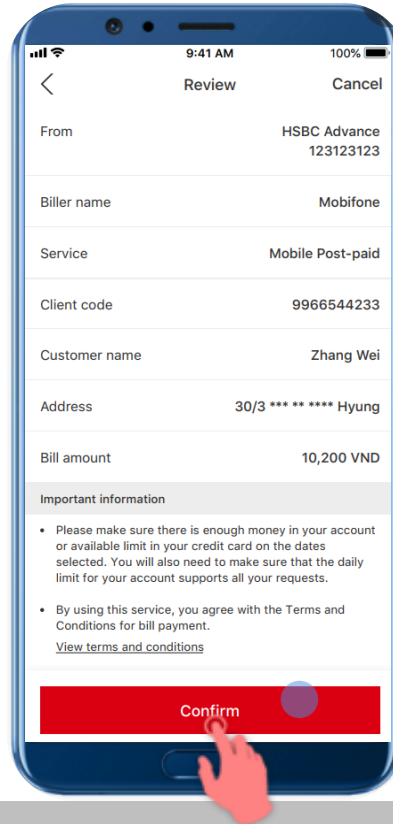 9:41 AM 100%
Review Cancel
From HSBC Advance
123123123
Biller name Mobifone
Service Mobile Post-paid
Client code 9966544233
Customer name Zhang Wei
Address 30/3 *** ** **** Hyung
Bill amount 10,200 VND
Important information
• Please make sure there is enough money in your account
or available limit in your credit card on the dates
selected. You will also need to make sure that the daily
limit for your account supports all your requests.
• By using this service, you agree with the Terms and
Conditions for bill payment.
View terms and conditions
Confirm